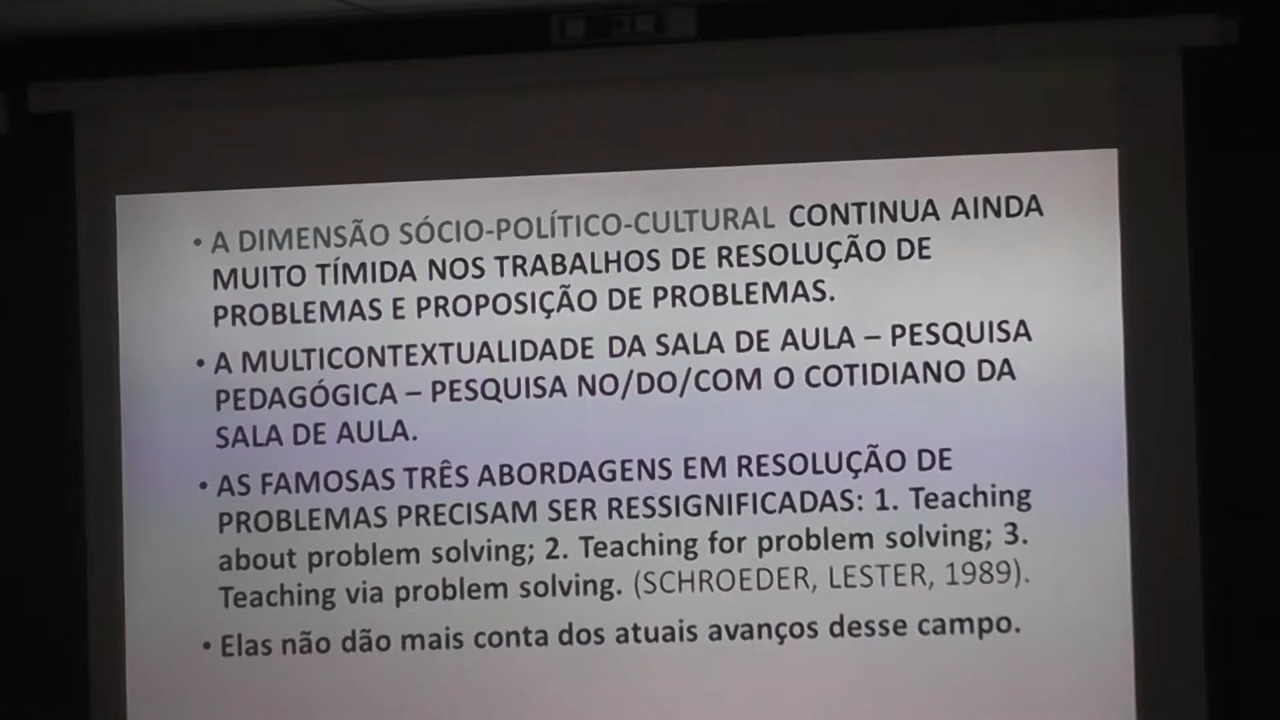 • A DIMENSÃO SÓCIO-POLÍTICO-CULTURAL CONTINUA AINDA
MUITO TÍMIDA NOS TRABALHOS DE RESOLUÇÃO DE
PROBLEMAS E PROPOSIÇÃO DE PROBLEMAS.
• A MULTICONTEXTUALIDADE DA SALA DE AULA – PESQUISA
PEDAGÓGICA – PESQUISA NO/DO/COM O COTIDIANO DA
SALA DE AULA.
• AS FAMOSAS TRÊS ABORDAGENS EM RESOLUÇÃO DE
PROBLEMAS PRECISAM SER RESSIGNIFICADAS: 1. Teaching
about problem solving; 2. Teaching for problem solving; 3.
Teaching via problem solving. (SCHROEDER, LESTER, 1989).
• Elas não dão mais conta dos atuais avanços desse campo.